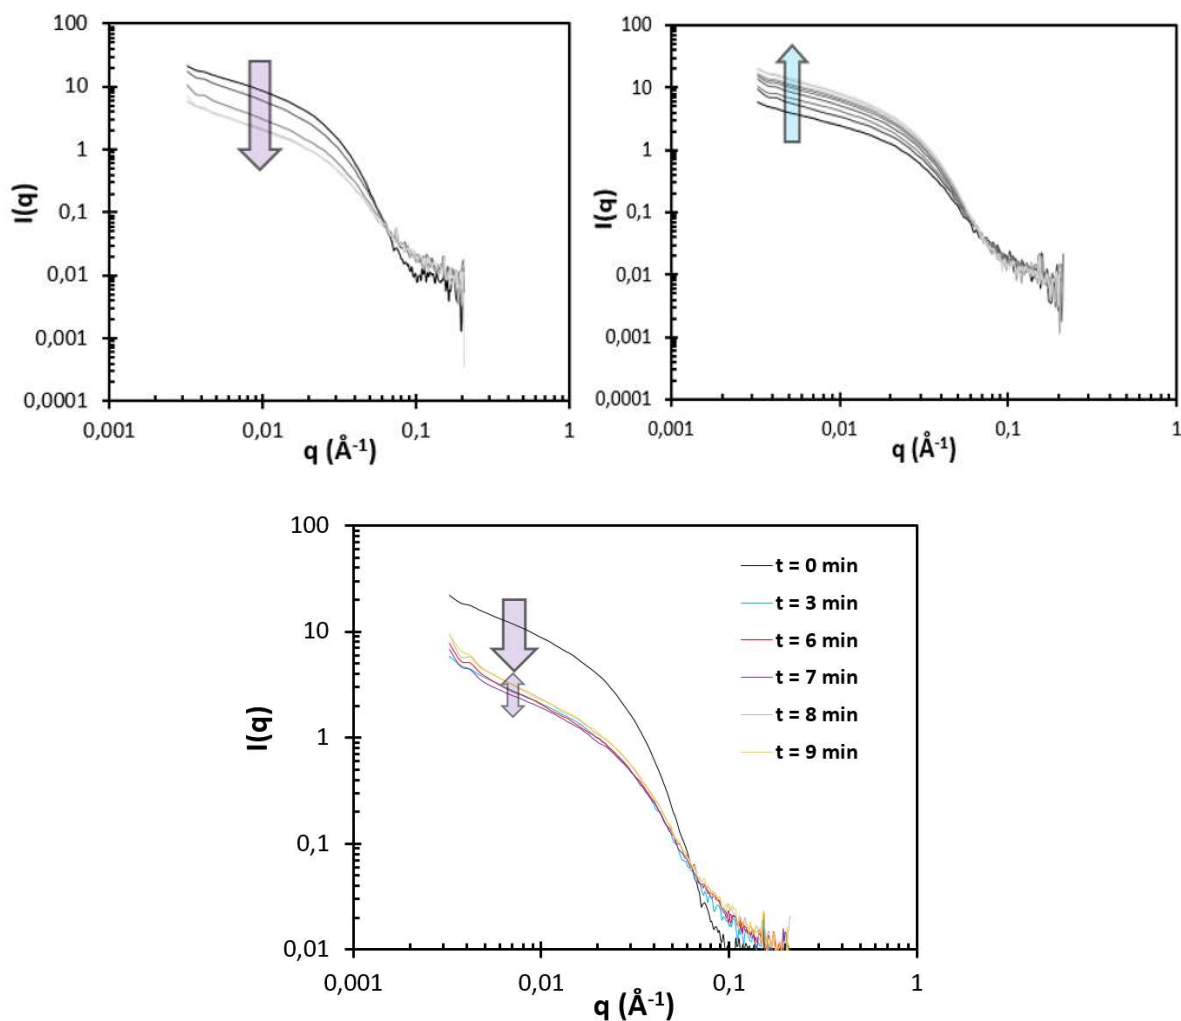 100
10
1
0,1
0,01
0,001
0,0001
I(q)
0,001
0,01
0,1
1
q (Å-1)
100
10
1
0,1
0,01
0,001
0,0001
I(q)
0,001
0,01
0,1
1
q (Å-1)
100
10
1
0,1
0,01
I(q)
t = 0 min
t = 3 min
t = 6 min
t = 7 min
t = 8 min
t = 9 min
0,001
0,01
0,1
1
q (Å-1)